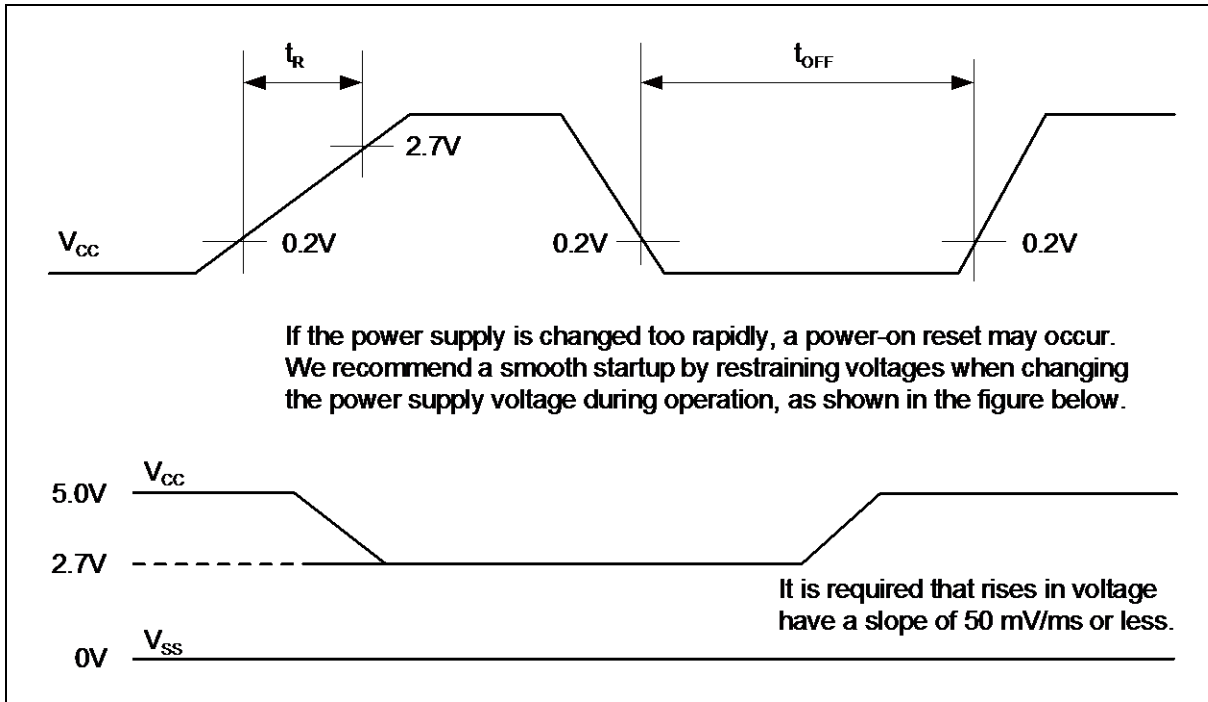 tR
tOFF
2.7V
VCC
0.2V
0.2V
0.2V
If the power supply is changed too rapidly, a power-on reset may occur.
We recommend a smooth startup by restraining voltages when changing
the power supply voltage during operation, as shown in the figure below.
VCC
5.0V
2.7V
It is required that rises in voltage
have a slope of 50 mV/ms or less.
VSS
0V